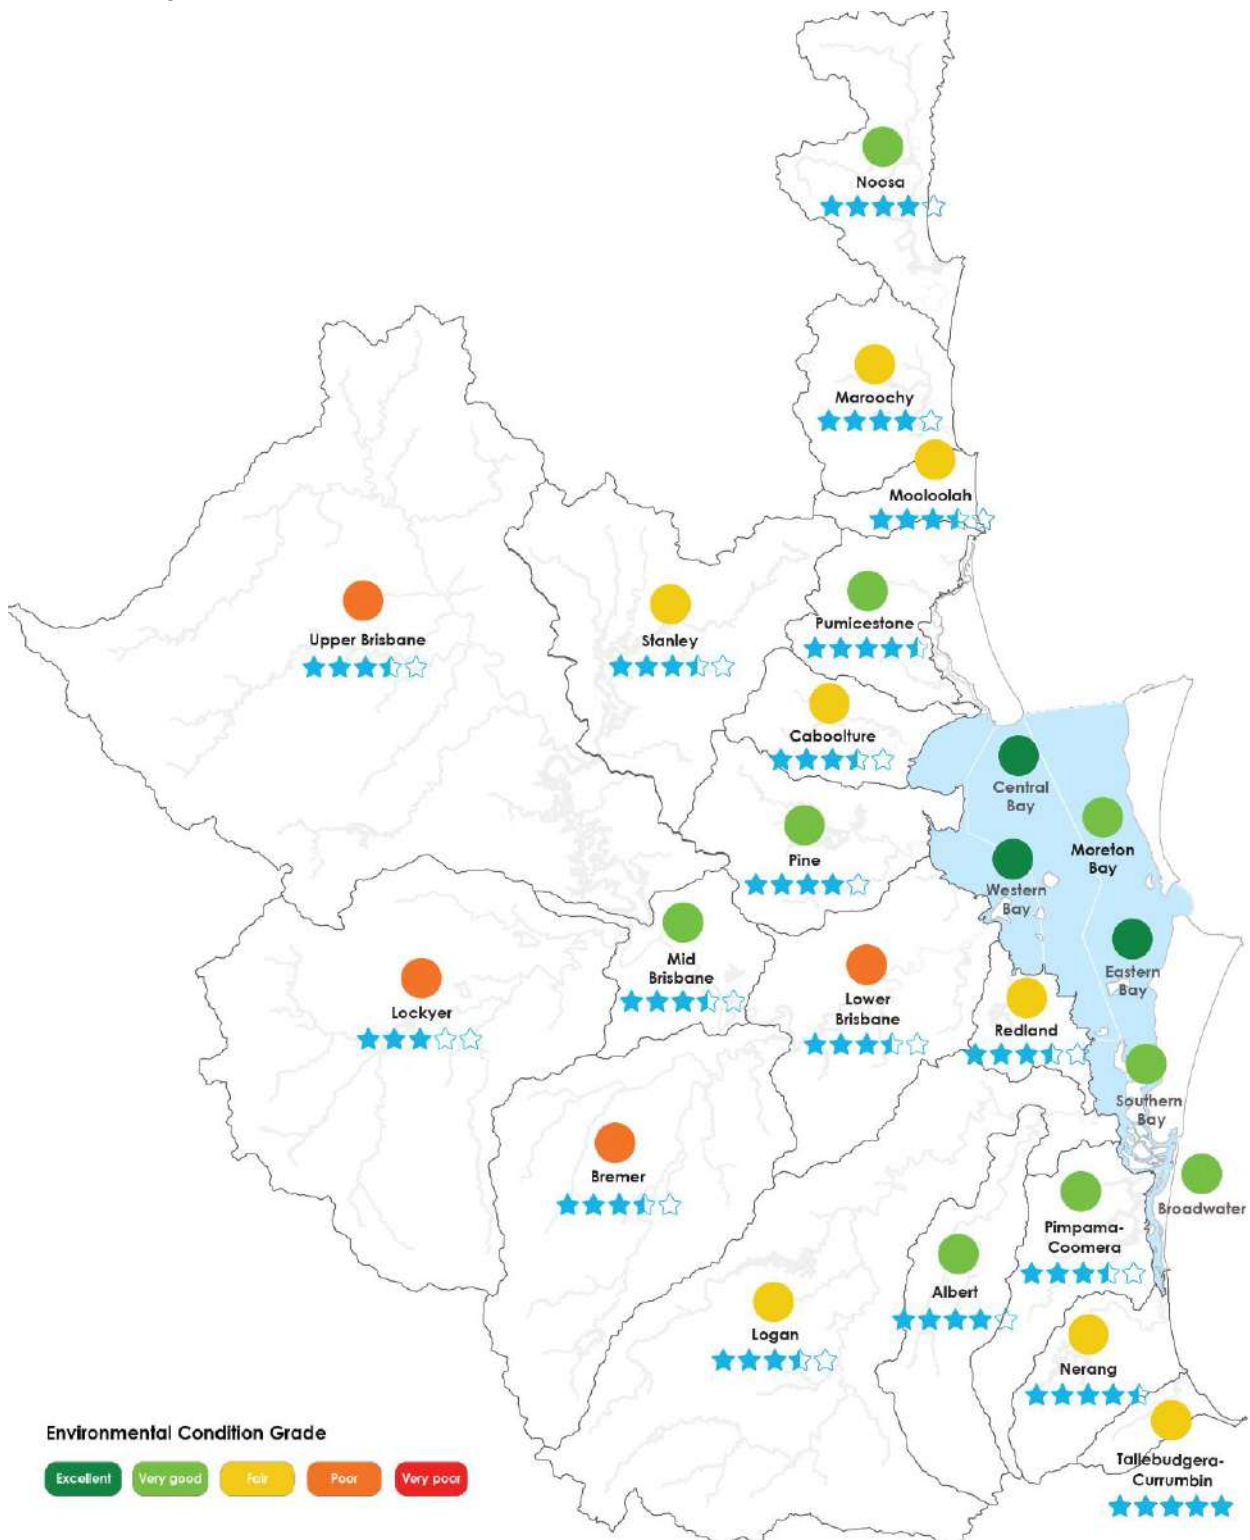 Noosa
Maroochy
Mooloolah
Upper Brisbane
Stanley
Pumicestone
Caboolture
Central
Bay
Pine
Moreton
Bay
Western
Bay
Mid
Brisbane
Lockyer
Lower
Brisbane
Eastern
Bay
Redland
Southern
Bay
Bremer
Broadwater
Pimpama-
Coomera
Albert
Logan
Nerang
Tallebudgera-
Currumbin
Environmental Condition Grade
Excellent Very good Fair Poor Very poor